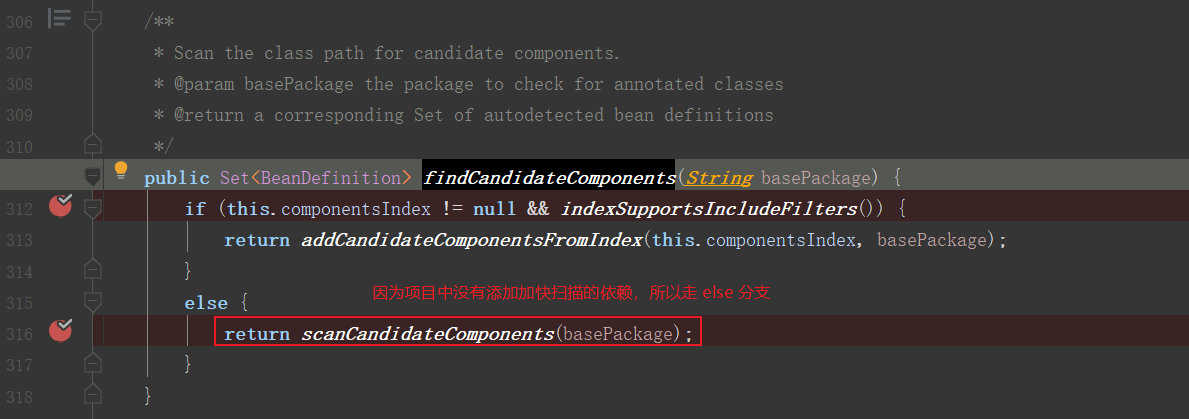 306 /**
307 * Scan the class path for candidate components.
308 * @param basePackage the package to check for annotated classes
309 * @return a corresponding Set of autodetected bean definitions
310 */
public Set<BeanDefinition> findCandidateComponents(String basePackage) {
312 if (this.componentsIndex != null && indexSupportsIncludeFilters()) {
313 return addCandidateComponentsFromIndex(this.componentsIndex, basePackage);
314 }
因为项目中没有添加加快扫描的依赖，所以走 else 分支
315 else {
316 return scanCandidateComponents(basePackage);
317 }
318 }